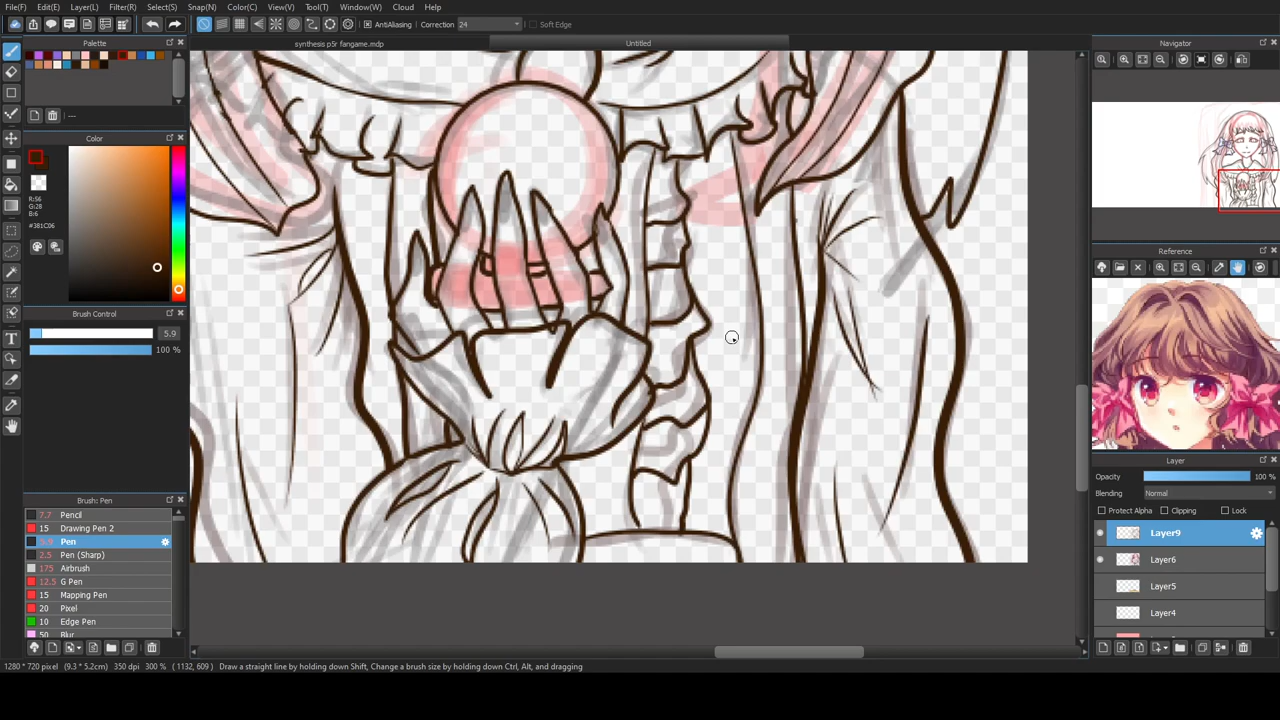 File(F) Edit(E) Layer(L) Filter(R) Select(S) Snap(N) Color(C) View(V) Tool(T) Window(W) Cloud Help
AntiAliasing Correction 24 Soft Edge
synthesis p5r fangame.mdp Untitled
Palette
---
Color
R:56
G:28
B:6
#381C06
Brush Control
5.9
100 %
Brush: Pen
7.7 Pencil
15 Drawing Pen 2
5.9 Pen
2.5 Pen (Sharp)
175 Airbrush
12.5 G Pen
15 Mapping Pen
20 Pixel
10 Edge Pen
50 Blur
Navigator
Reference
Layer
Opacity 100 %
Blending Normal
Protect Alpha Clipping Lock
Layer9
Layer6
Layer5
Layer4
1280 * 720 pixel (9.3 * 5.2cm) 350 dpi 300 % ( 1132, 609 ) Draw a straight line by holding down Shift, Change a brush size by holding down Ctrl, Alt, and dragging